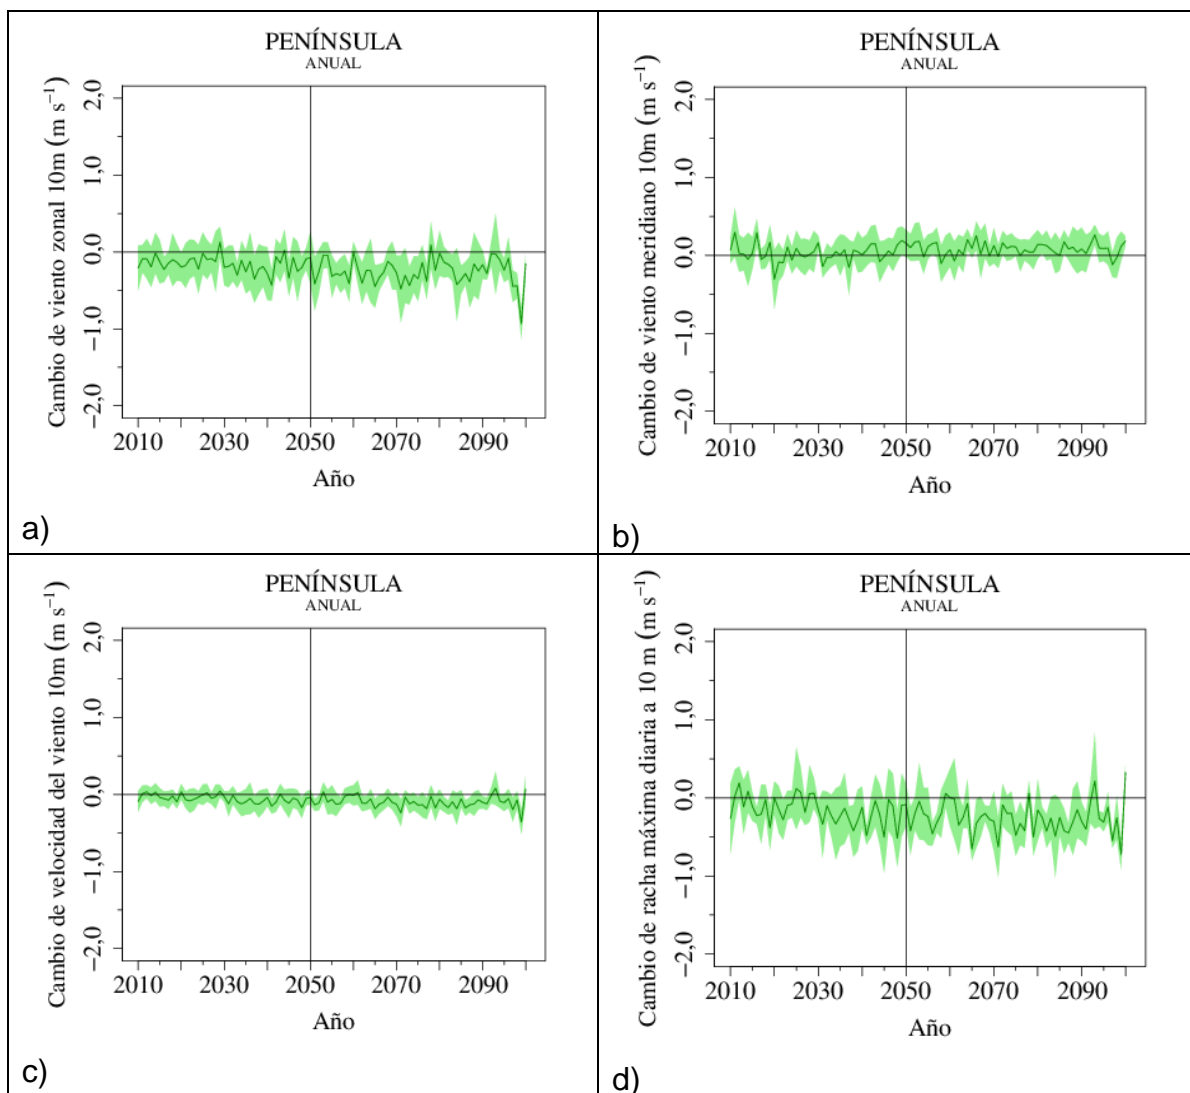 PENÍNSULA
ANUAL
Cambio de viento zonal 10m (m s⁻¹)
2,0
1,0
0,0
−1,0
−2,0
2010 2030 2050 2070 2090
Año
a)
PENÍNSULA
ANUAL
Cambio de viento meridiano 10m (m s⁻¹)
2,0
1,0
0,0
−1,0
−2,0
2010 2030 2050 2070 2090
Año
b)
PENÍNSULA
ANUAL
Cambio de velocidad del viento 10m (m s⁻¹)
2,0
1,0
0,0
−1,0
−2,0
2010 2030 2050 2070 2090
Año
c)
PENÍNSULA
ANUAL
Cambio de racha máxima diaria a 10 m (m s⁻¹)
2,0
1,0
0,0
−1,0
−2,0
2010 2030 2050 2070 2090
Año
d)